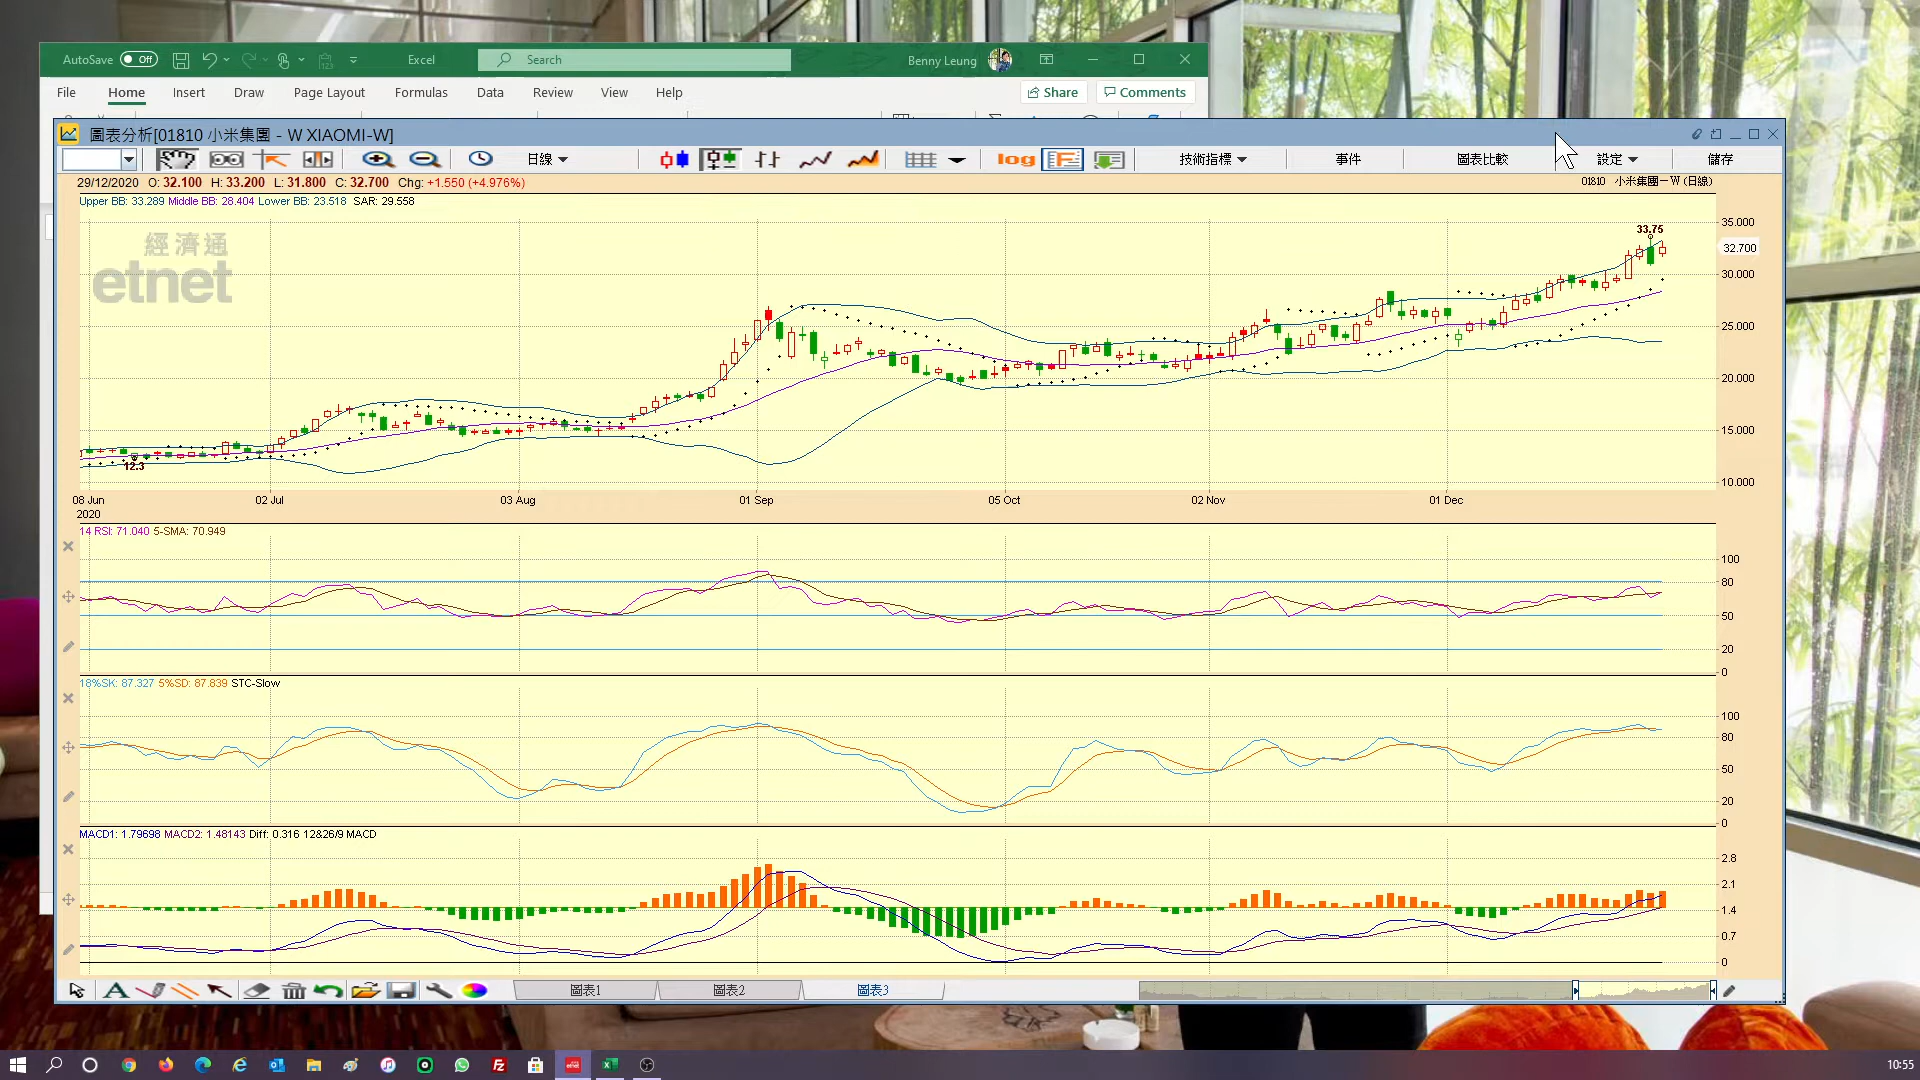 AutoSave Off Excel Search Benny Leung
File Home Insert Draw Page Layout Formulas Data Review View Help Share Comments
圖表分析[01810 小米集團 - W XIAOMI-W]
日線 log 技術指標 事件 圖表比較 設定 儲存
29/12/2020 O: 32.100 H: 33.200 L: 31.800 C: 32.700 Chg: +1.550 (+4.976%) 01810 小米集團-W (日線)
Upper BB: 33.289 Middle BB: 28.404 Lower BB: 23.518 SAR: 29.558
經濟通
etnet
33.75
12.3
35.000
32.700
30.000
25.000
20.000
15.000
10.000
08 Jun 02 Jul 03 Aug 01 Sep 05 Oct 02 Nov 01 Dec
2020
14 RSI: 71.040 5-SMA: 70.949
100
80
50
20
0
18%SK: 87.327 5%SD: 87.839 STC-Slow
100
80
50
20
0
MACD1: 1.79698 MACD2: 1.48143 Diff: 0.316 12&26/9 MACD
2.8
2.1
1.4
0.7
0
圖表1 圖表2 圖表3
10:55